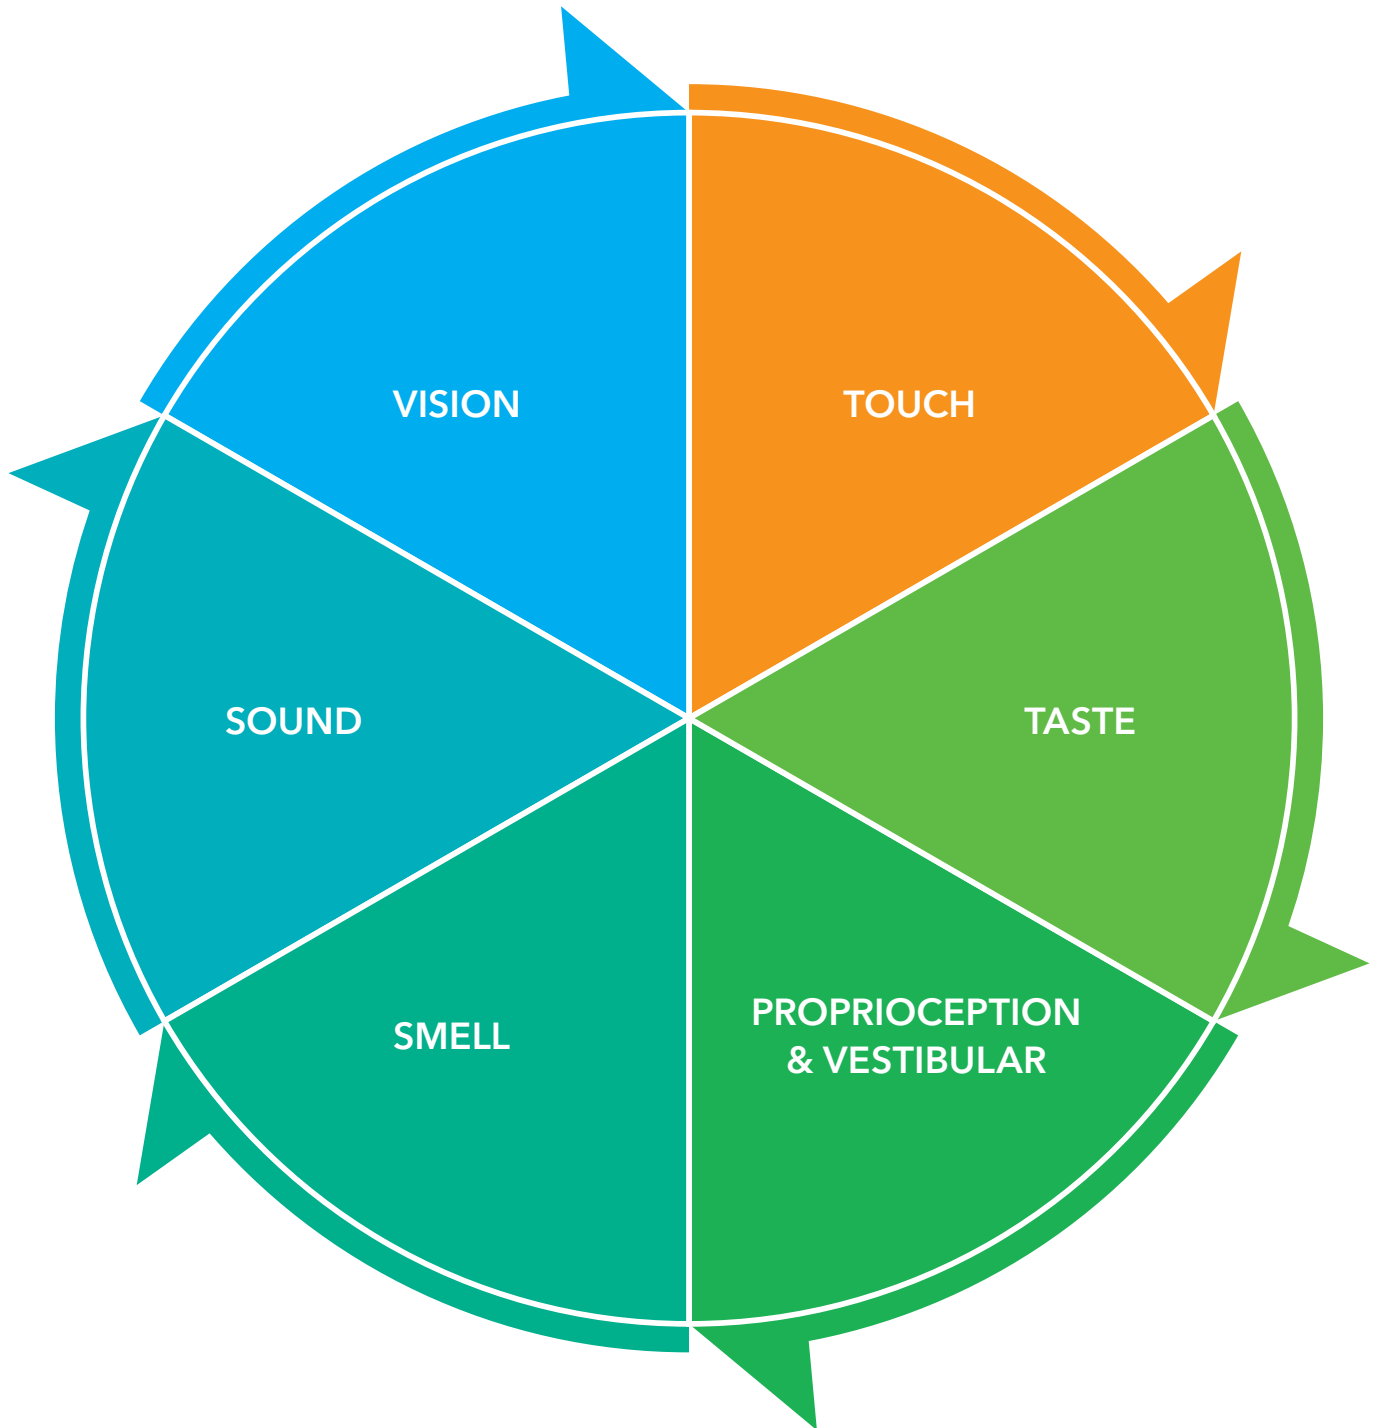 VISION
TOUCH
SOUND
TASTE
PROPRIOCEPTION
& VESTIBULAR
SMELL